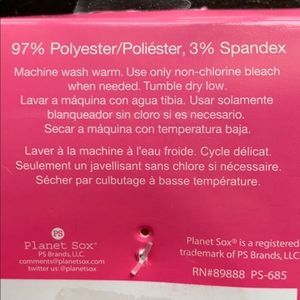 97% Polyester/Poliéster, 3% Spandex
Machine wash warm. Use only non-chlorine bleach
when needed. Tumble dry low.
Lavar a máquina con agua tibia. Usar solamente
blanqueador sin cloro si es necesario.
Secar a máquina con temperatura baja.
Laver à la machine à l'eau froide. Cycle délicat.
Seulement un javellisant sans chlore si nécessaire.
Sécher par culbutage à basse température.
PS
Planet Sox®
PS Brands, LLC.
comments@planetsox
twitter us: @planetsox
Planet Sox® is a registered
trademark of PS Brands, LLC.
RN#89888 PS-685